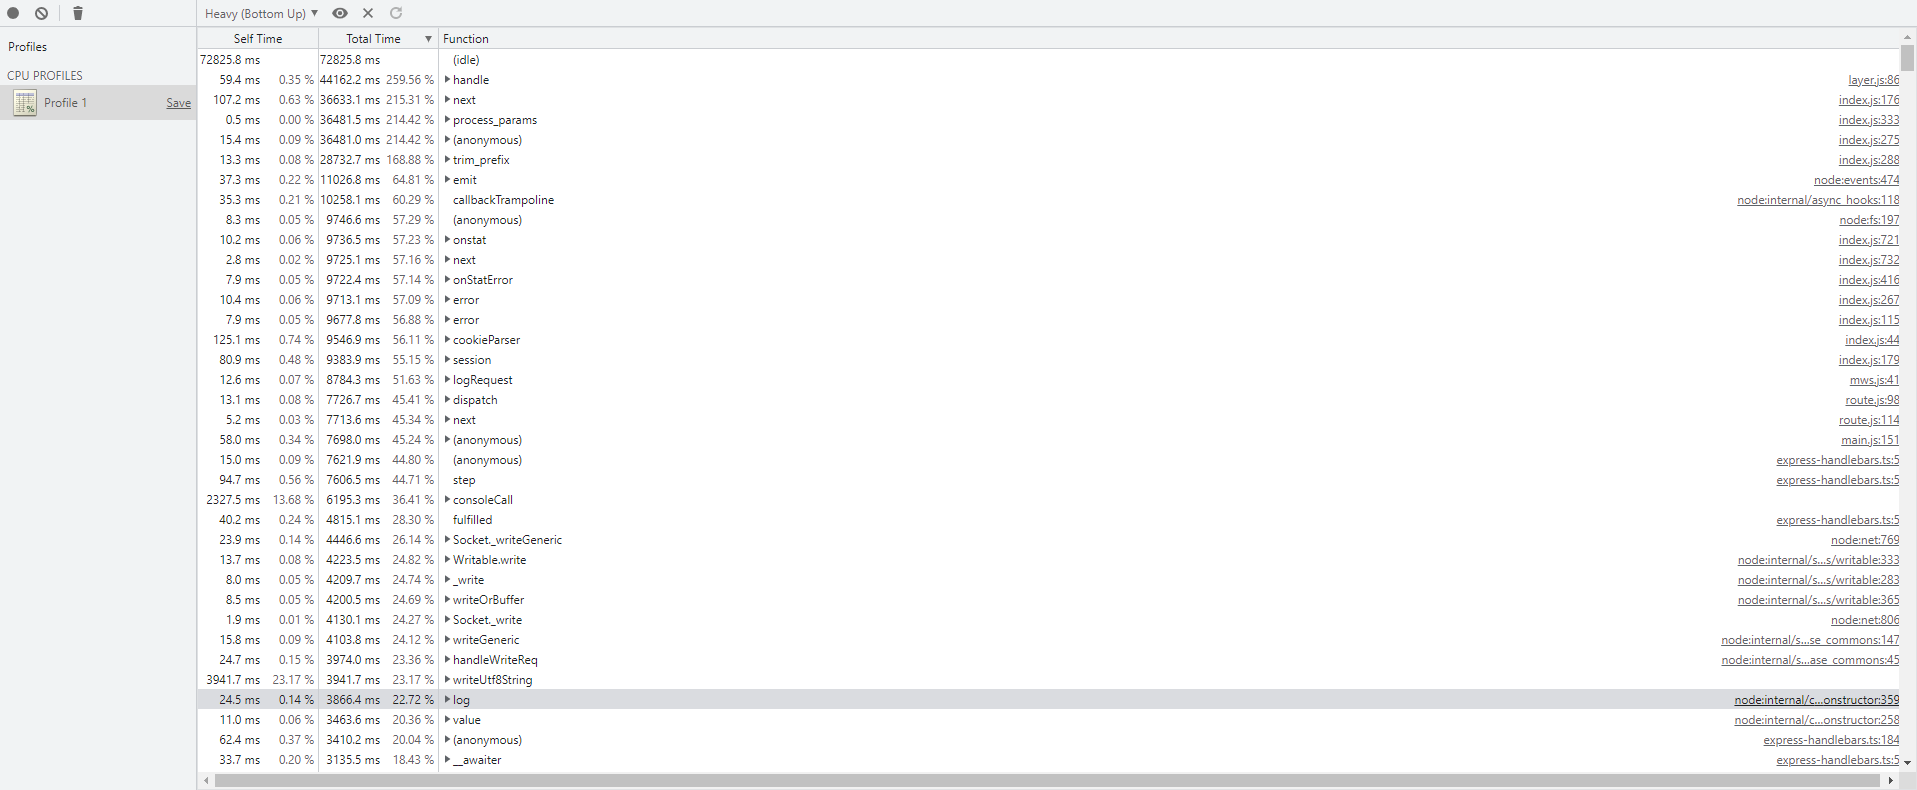 Heavy (Bottom Up) ▼
Profiles
CPU PROFILES
Profile 1 Save
Self Time Total Time ▼ Function
72825.8 ms 72825.8 ms (idle)
59.4 ms 0.35 % 44162.2 ms 259.56 % handle layer.js:86
107.2 ms 0.63 % 36633.1 ms 215.31 % next index.js:176
0.5 ms 0.00 % 36481.5 ms 214.42 % process_params index.js:333
15.4 ms 0.09 % 36481.0 ms 214.42 % (anonymous) index.js:275
13.3 ms 0.08 % 28732.7 ms 168.88 % trim_prefix index.js:288
37.3 ms 0.22 % 11026.8 ms 64.81 % emit node:events:474
35.3 ms 0.21 % 10258.1 ms 60.29 % callbackTrampoline node:internal/async_hooks:118
8.3 ms 0.05 % 9746.6 ms 57.29 % (anonymous) node:fs:197
10.2 ms 0.06 % 9736.5 ms 57.23 % onstat index.js:721
2.8 ms 0.02 % 9725.1 ms 57.16 % next index.js:732
7.9 ms 0.05 % 9722.4 ms 57.14 % onStatError index.js:416
10.4 ms 0.06 % 9713.1 ms 57.09 % error index.js:267
7.9 ms 0.05 % 9677.8 ms 56.88 % error index.js:115
125.1 ms 0.74 % 9546.9 ms 56.11 % cookieParser index.js:44
80.9 ms 0.48 % 9383.9 ms 55.15 % session index.js:179
12.6 ms 0.07 % 8784.3 ms 51.63 % logRequest mws.js:41
13.1 ms 0.08 % 7726.7 ms 45.41 % dispatch route.js:98
5.2 ms 0.03 % 7713.6 ms 45.34 % next route.js:114
58.0 ms 0.34 % 7698.0 ms 45.24 % (anonymous) main.js:151
15.0 ms 0.09 % 7621.9 ms 44.80 % (anonymous) express-handlebars.ts:5
94.7 ms 0.56 % 7606.5 ms 44.71 % step express-handlebars.ts:5
2327.5 ms 13.68 % 6195.3 ms 36.41 % consoleCall
40.2 ms 0.24 % 4815.1 ms 28.30 % fulfilled express-handlebars.ts:5
23.9 ms 0.14 % 4446.6 ms 26.14 % Socket._writeGeneric node:net:769
13.7 ms 0.08 % 4223.5 ms 24.82 % Writable.write node:internal/s...s/writable:333
8.0 ms 0.05 % 4209.7 ms 24.74 % _write node:internal/s...s/writable:283
8.5 ms 0.05 % 4200.5 ms 24.69 % writeOrBuffer node:internal/s...s/writable:365
1.9 ms 0.01 % 4130.1 ms 24.27 % Socket._write node:net:806
15.8 ms 0.09 % 4103.8 ms 24.12 % writeGeneric node:internal/s...se_commons:147
24.7 ms 0.15 % 3974.0 ms 23.36 % handleWriteReq node:internal/s...ase_commons:45
3941.7 ms 23.17 % 3941.7 ms 23.17 % writeUtf8String
24.5 ms 0.14 % 3866.4 ms 22.72 % log node:internal/c...onstructor:359
11.0 ms 0.06 % 3463.6 ms 20.36 % value node:internal/c...onstructor:258
62.4 ms 0.37 % 3410.2 ms 20.04 % (anonymous) express-handlebars.ts:184
33.7 ms 0.20 % 3135.5 ms 18.43 % __awaiter express-handlebars.ts:5